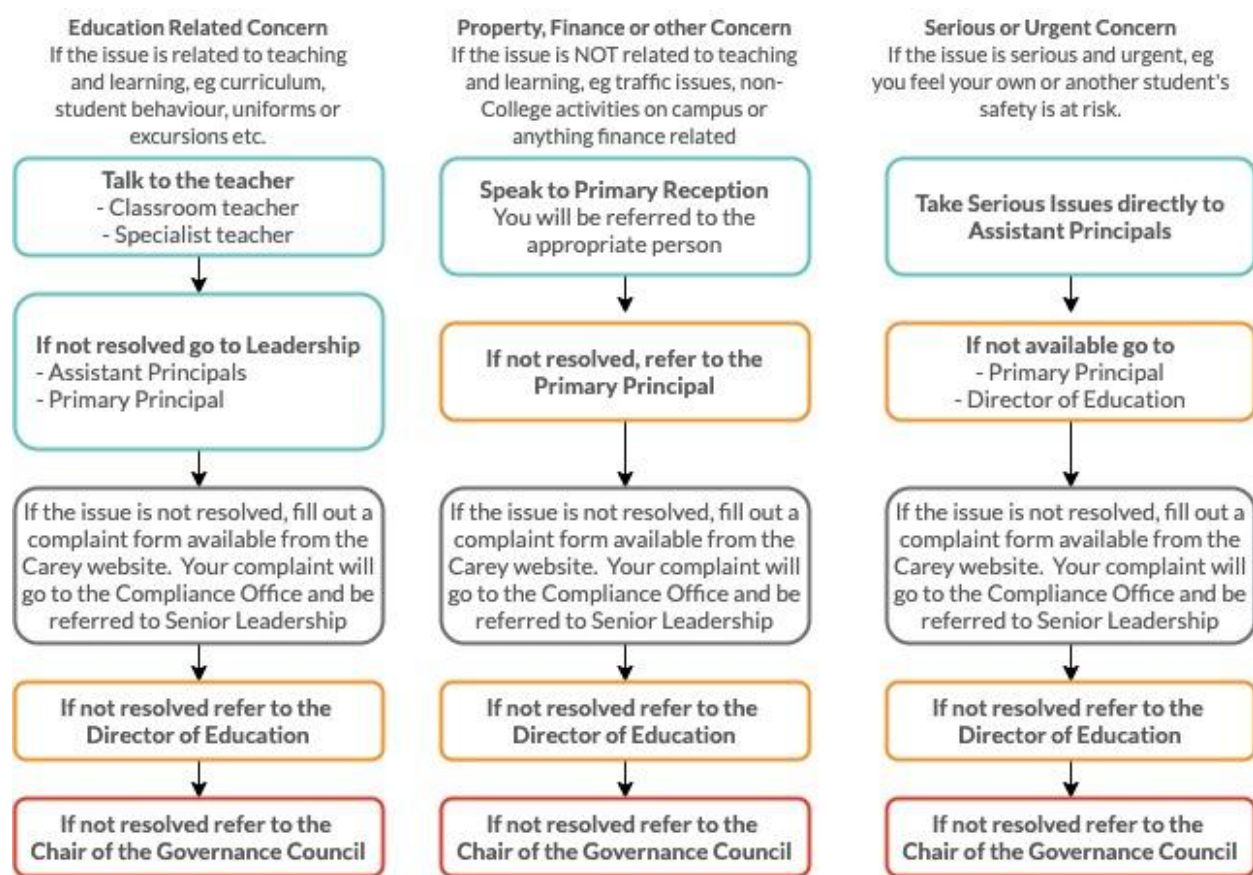 Education Related Concern
If the issue is related to teaching
and learning, eg curriculum,
student behaviour, uniforms or
excursions etc.
Talk to the teacher
- Classroom teacher
- Specialist teacher
If not resolved go to Leadership
- Assistant Principals
- Primary Principal
If the issue is not resolved, fill out a
complaint form available from the
Carey website. Your complaint will
go to the Compliance Office and be
referred to Senior Leadership
If not resolved refer to the
Director of Education
If not resolved refer to the
Chair of the Governance Council
Property, Finance or other Concern
If the issue is NOT related to teaching
and learning, eg traffic issues, non-
College activities on campus or
anything finance related
Speak to Primary Reception
You will be referred to the
appropriate person
If not resolved, refer to the
Primary Principal
If the issue is not resolved, fill out a
complaint form available from the
Carey website. Your complaint will
go to the Compliance Office and be
referred to Senior Leadership
If not resolved refer to the
Director of Education
If not resolved refer to the
Chair of the Governance Council
Serious or Urgent Concern
If the issue is serious and urgent, eg
you feel your own or another student's
safety is at risk.
Take Serious Issues directly to
Assistant Principals
If not available go to
- Primary Principal
- Director of Education
If the issue is not resolved, fill out a
complaint form available from the
Carey website. Your complaint will
go to the Compliance Office and be
referred to Senior Leadership
If not resolved refer to the
Director of Education
If not resolved refer to the
Chair of the Governance Council